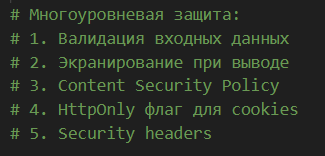 # Многоуровневая защита:
# 1. Валидация входных данных
# 2. Экранирование при выводе
# 3. Content Security Policy
# 4. HttpOnly флаг для cookies
# 5. Security headers